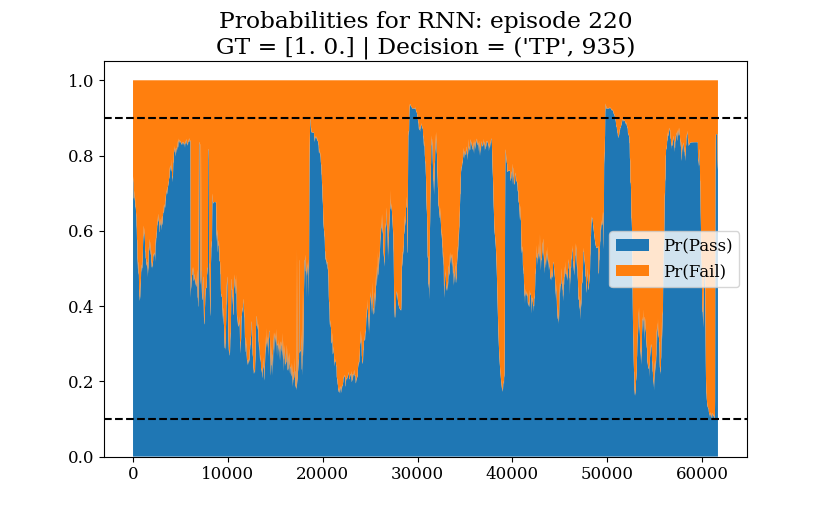 Probabilities for RNN: episode 220
GT = [1. 0.] | Decision = ('TP', 935)
1.0
0.8
0.6
0.4
0.2
0.0
Pr(Pass)
Pr(Fail)
0 10000 20000 30000 40000 50000 60000